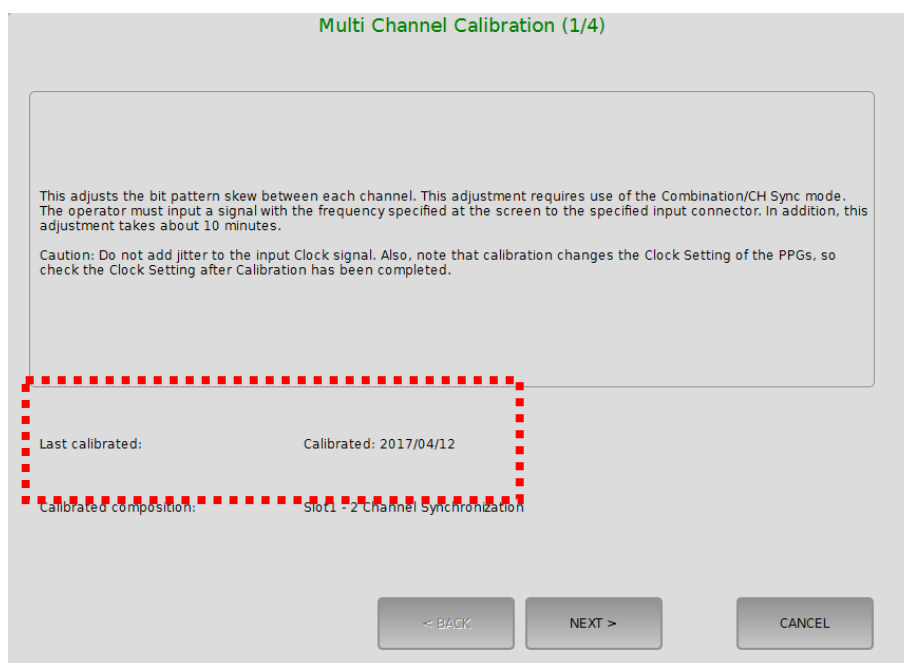 Multi Channel Calibration (1/4)
This adjusts the bit pattern skew between each channel. This adjustment requires use of the Combination/CH Sync mode.
The operator must input a signal with the frequency specified at the screen to the specified input connector. In addition, this
adjustment takes about 10 minutes.
Caution: Do not add jitter to the input Clock signal. Also, note that calibration changes the Clock Setting of the PPGs, so
check the Clock Setting after Calibration has been completed.
Last calibrated: Calibrated: 2017/04/12
Calibrated composition: Slot1 - 2 Channel Synchronization
< BACK NEXT > CANCEL